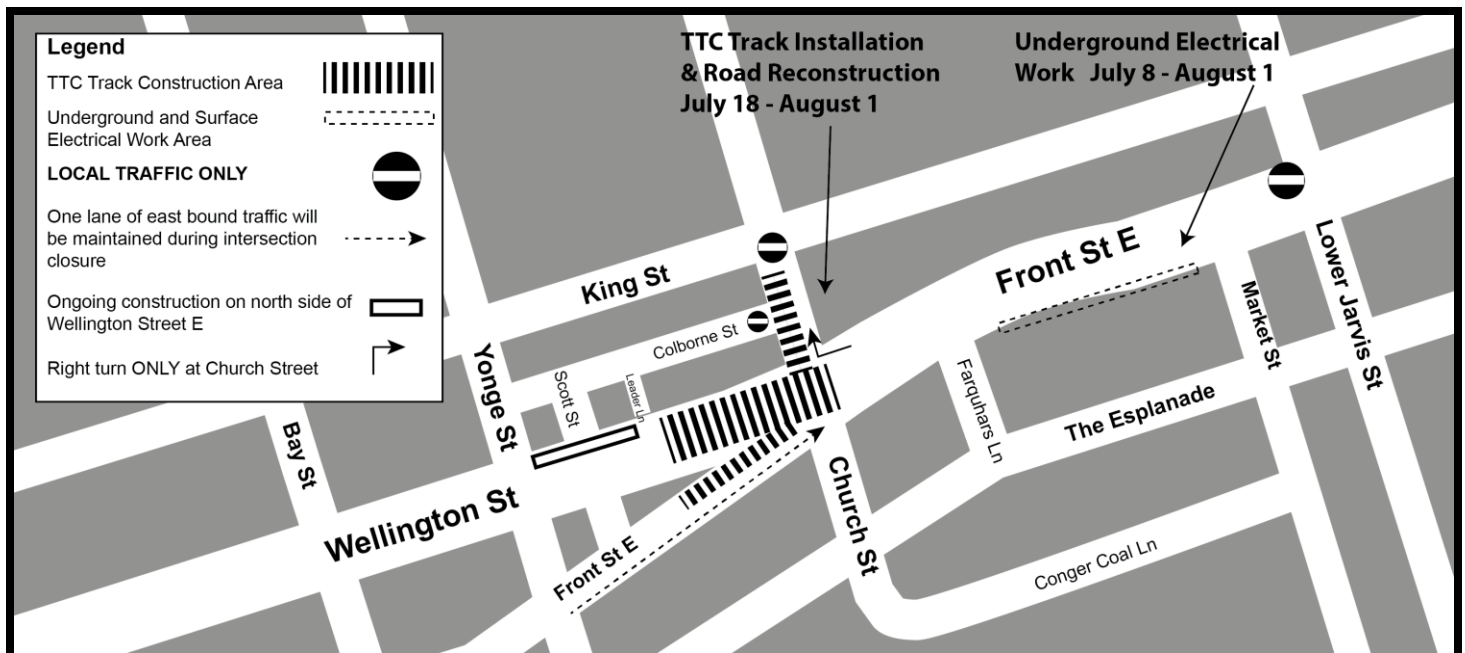 Legend
TTC Track Construction Area
Underground and Surface
Electrical Work Area
LOCAL TRAFFIC ONLY
One lane of east bound traffic will
be maintained during intersection
closure
Ongoing construction on north side of
Wellington Street E
Right turn ONLY at Church Street
TTC Track Installation
& Road Reconstruction
July 18 - August 1
Underground Electrical
Work July 8 - August 1
King St
Front St E
Lower Jarvis St
Market St
Colborne St
Yonge St
Scott St
Leader Ln
Farquhars Ln
The Esplanade
Bay St
Wellington St
Church St
Front St E
Conger Coal Ln